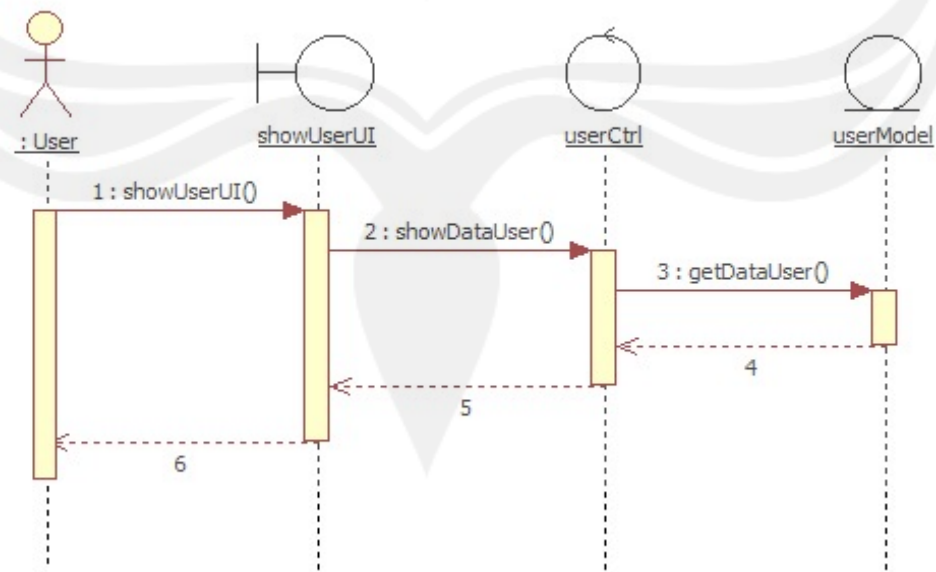 : User
showUserUI
userCtrl
userModel
1 : showUserUI()
2 : showDataUser()
3 : getDataUser()
4
5
6